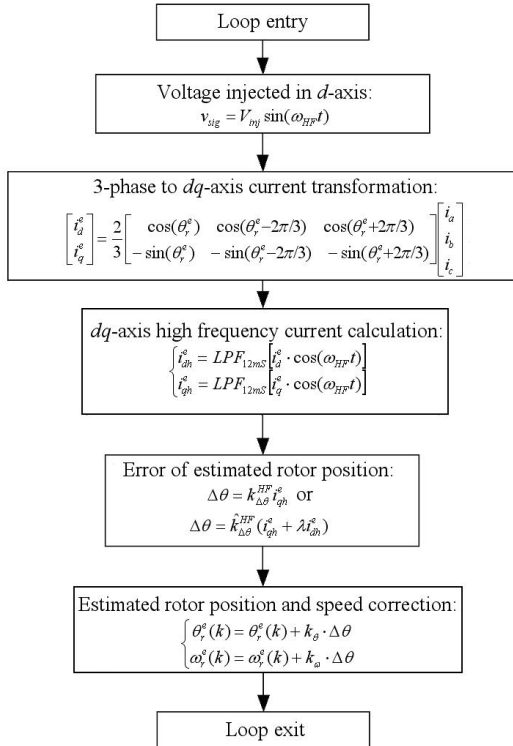 Loop entry
Voltage injected in d-axis:
v_sig = V_inj sin(ω_HF t)
3-phase to dq-axis current transformation:
[i_d^e; i_q^e] = 2/3 [cos(θ_r^e) cos(θ_r^e−2π/3) cos(θ_r^e+2π/3); −sin(θ_r^e) −sin(θ_r^e−2π/3) −sin(θ_r^e+2π/3)] [i_a; i_b; i_c]
dq-axis high frequency current calculation:
{i_dh^e = LPF_12mS [i_d^e · cos(ω_HF t)]
i_qh^e = LPF_12mS [i_q^e · cos(ω_HF t)]
Error of estimated rotor position:
Δθ = k_Δθ^HF i_qh^e or
Δθ = k̂_Δθ^HF (i_qh^e + λi_dh^e)
Estimated rotor position and speed correction:
{θ_r^e(k) = θ_r^e(k) + k_θ · Δθ
ω_r^e(k) = ω_r^e(k) + k_ω · Δθ
Loop exit